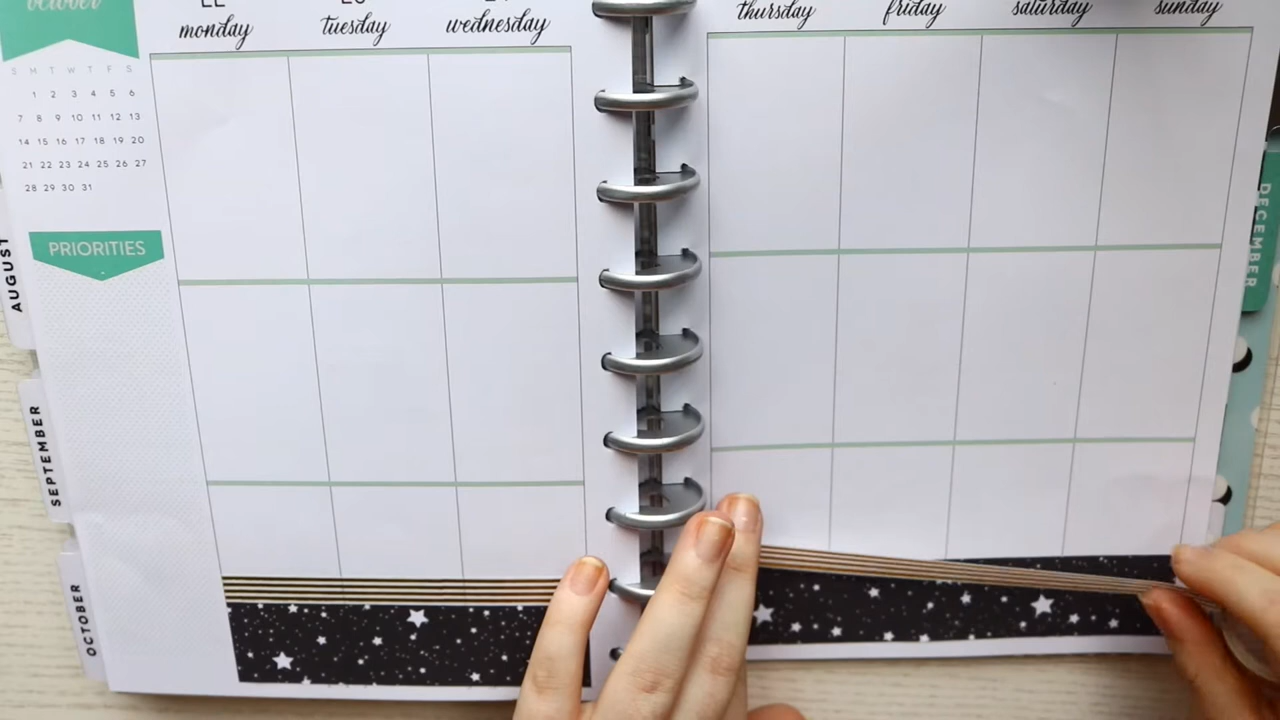 october
monday
tuesday
wednesday
thursday
friday
saturday
sunday
S M T W T F S
1 2 3 4 5 6
7 8 9 10 11 12 13
14 15 16 17 18 19 20
21 22 23 24 25 26 27
28 29 30 31
PRIORITIES
AUGUST
SEPTEMBER
OCTOBER
DECEMBER